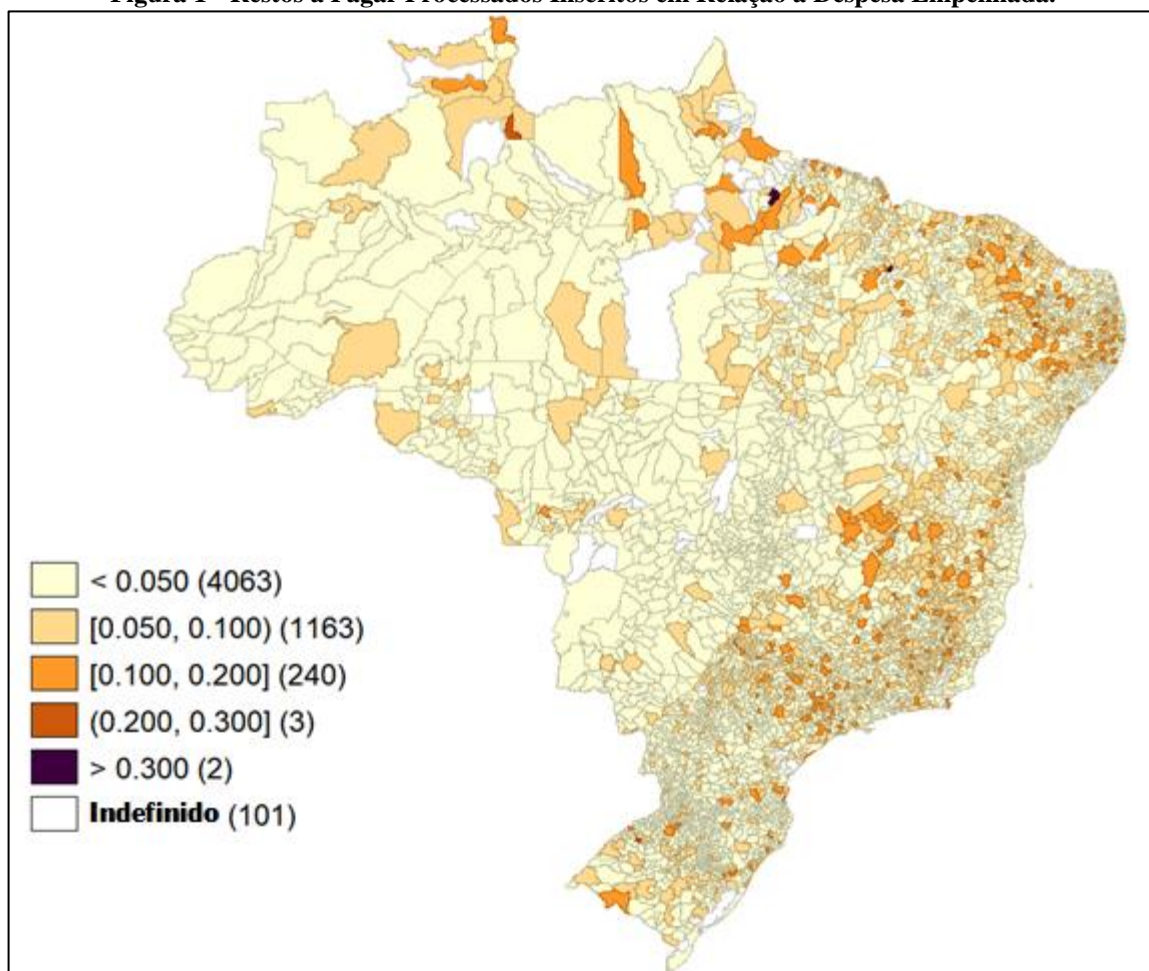 Figura 1 - Restos a Pagar Processados Inscritos em Relação à Despesa Empenhada.
< 0.050 (4063)
[0.050, 0.100) (1163)
[0.100, 0.200] (240)
(0.200, 0.300] (3)
> 0.300 (2)
Indefinido (101)